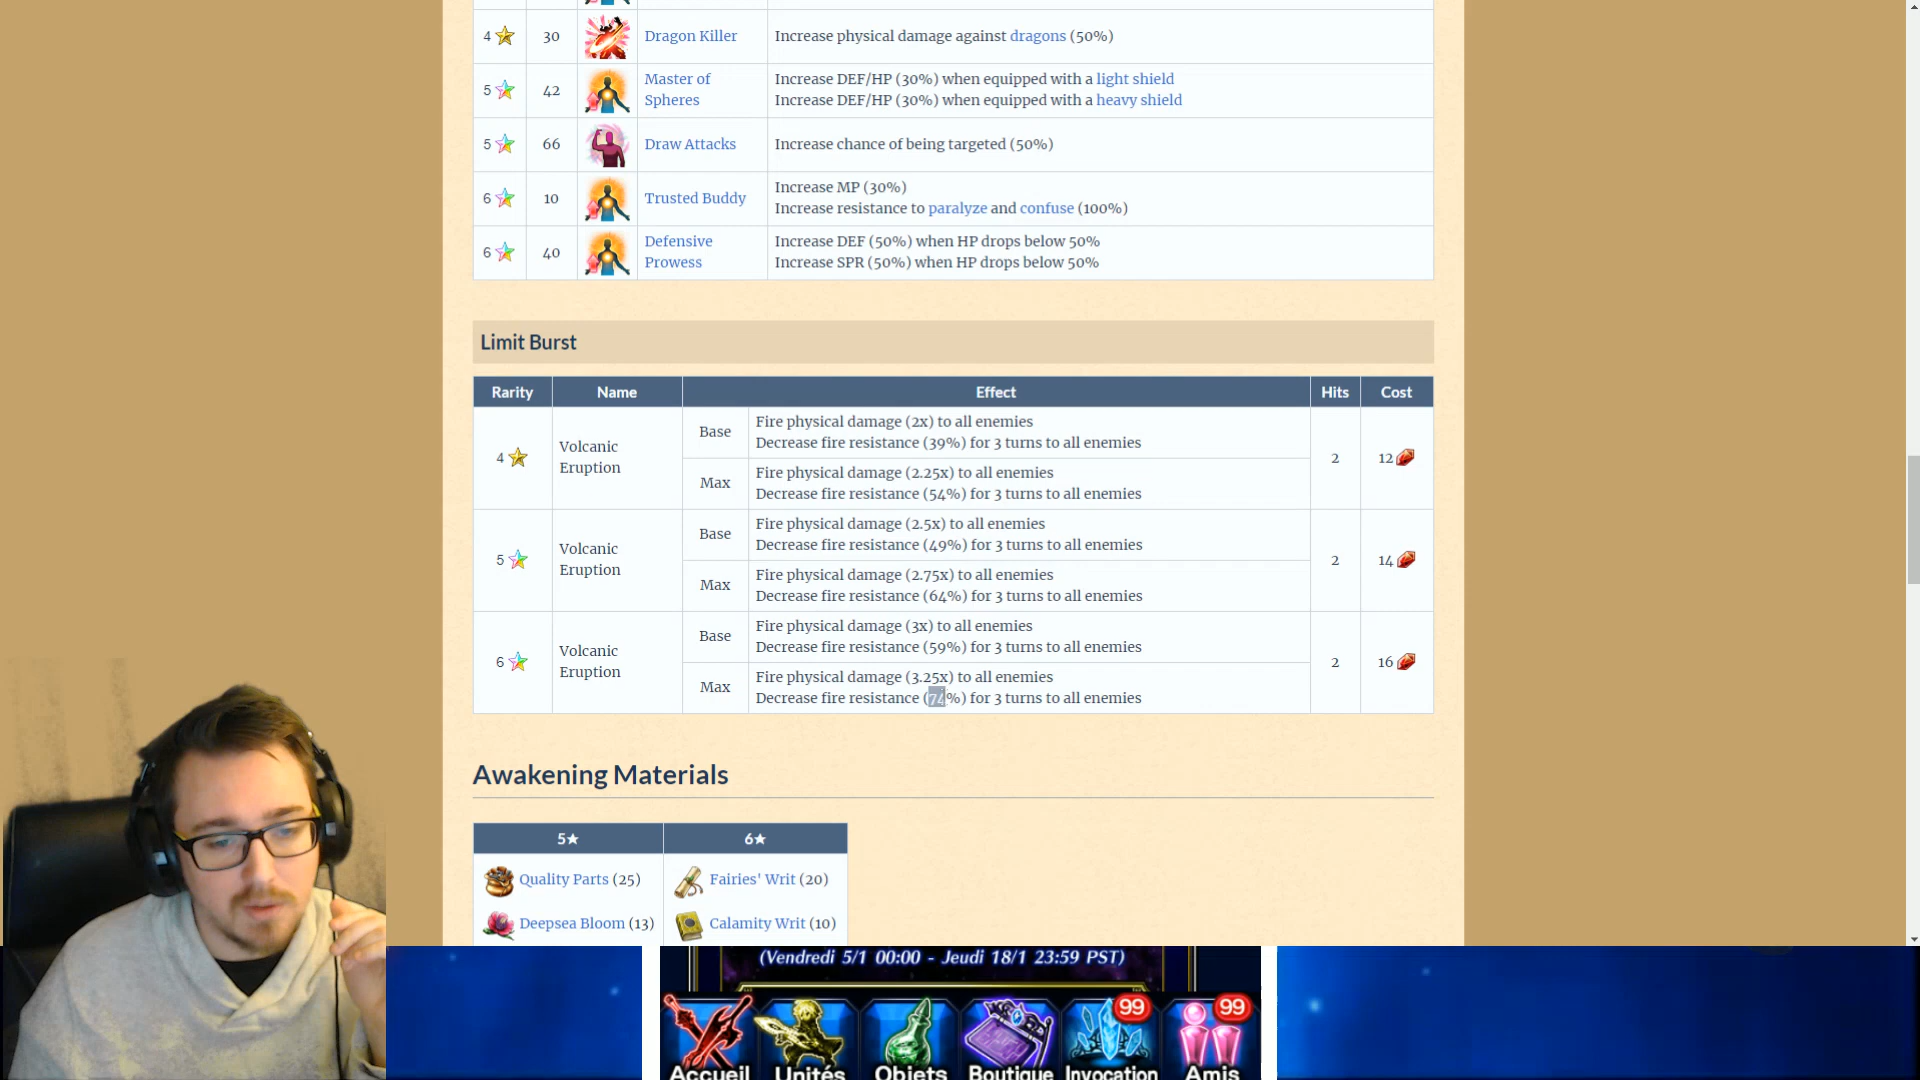 4 30 Dragon Killer Increase physical damage against dragons (50%)
5 42 Master of Spheres Increase DEF/HP (30%) when equipped with a light shield
Increase DEF/HP (30%) when equipped with a heavy shield
5 66 Draw Attacks Increase chance of being targeted (50%)
6 10 Trusted Buddy Increase MP (30%)
Increase resistance to paralyze and confuse (100%)
6 40 Defensive Prowess Increase DEF (50%) when HP drops below 50%
Increase SPR (50%) when HP drops below 50%
Limit Burst
Rarity Name Effect Hits Cost
4 Volcanic Eruption Base Fire physical damage (2x) to all enemies
Decrease fire resistance (39%) for 3 turns to all enemies
Max Fire physical damage (2.25x) to all enemies
Decrease fire resistance (54%) for 3 turns to all enemies
2 12
5 Volcanic Eruption Base Fire physical damage (2.5x) to all enemies
Decrease fire resistance (49%) for 3 turns to all enemies
Max Fire physical damage (2.75x) to all enemies
Decrease fire resistance (64%) for 3 turns to all enemies
2 14
6 Volcanic Eruption Base Fire physical damage (3x) to all enemies
Decrease fire resistance (59%) for 3 turns to all enemies
Max Fire physical damage (3.25x) to all enemies
Decrease fire resistance (74%) for 3 turns to all enemies
2 16
Awakening Materials
5★ 6★
Quality Parts (25) Fairies' Writ (20)
Deepsea Bloom (13) Calamity Writ (10)
(Vendredi 5/1 00:00 - Jeudi 18/1 23:59 PST)
99 99
Accueil Unités Objets Boutique Invocation Amis